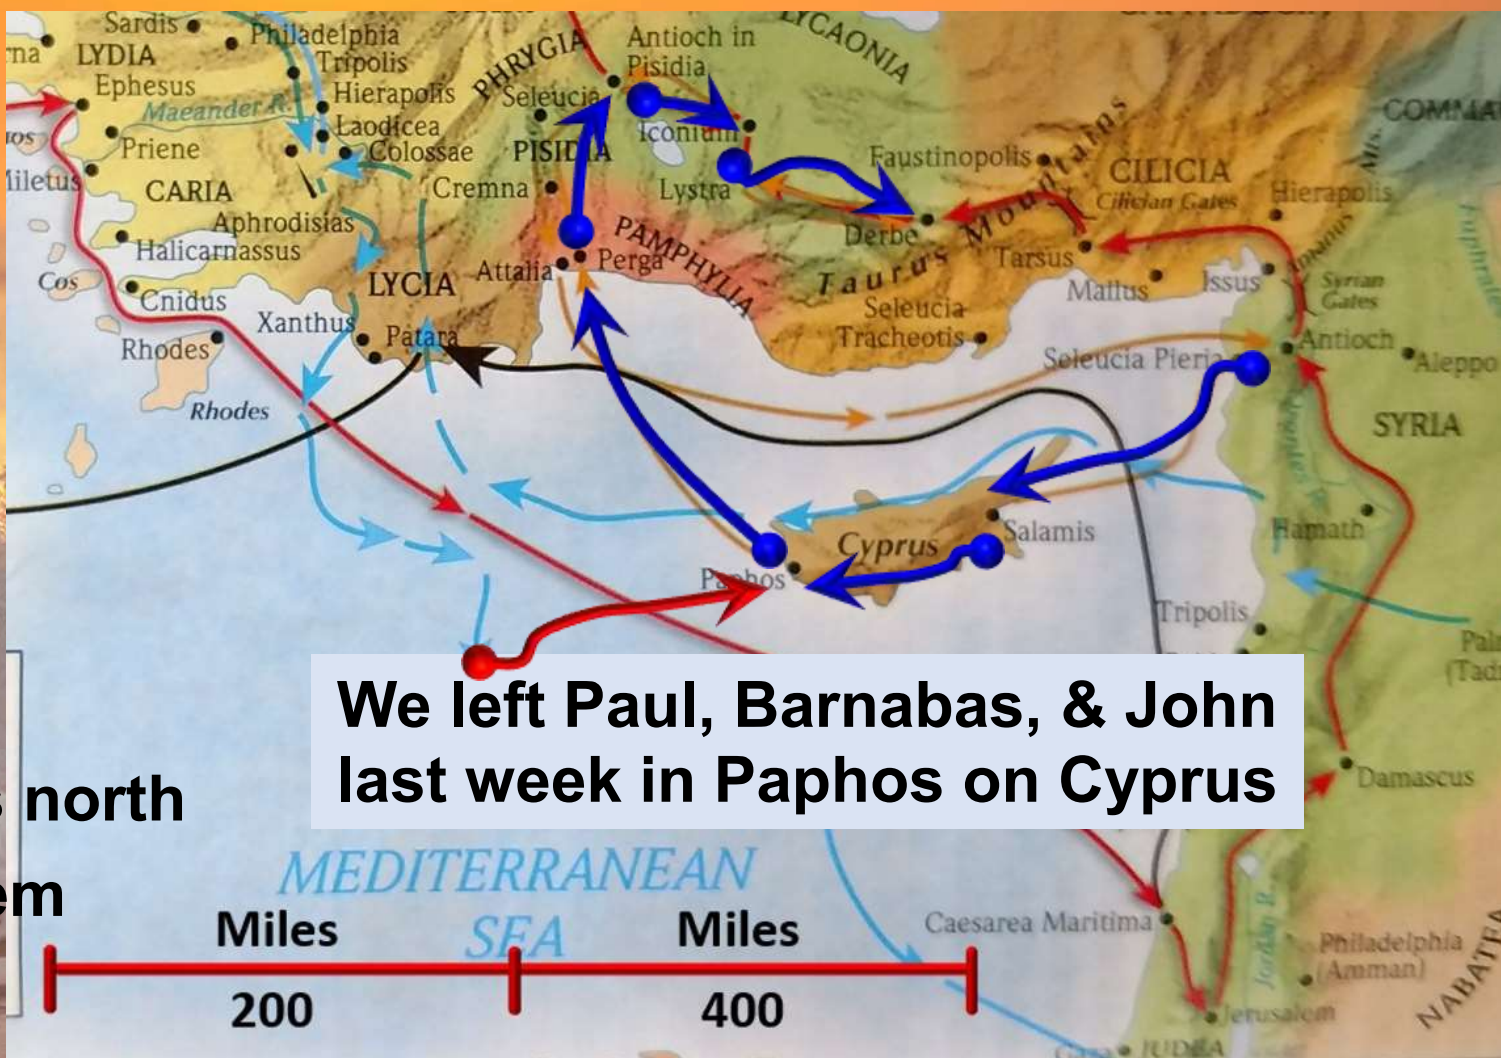 Sardis
Philadelphia
LYDIA
Tripolis
Ephesus
Hierapolis
Maeander R.
Laodicea
Priene
Colossae
CARIA
Aphrodisias
Halicarnassus
Cos
Cnidus
Rhodes
Rhodes
Xanthus
Patara
LYCIA
PHRYGIA
Antioch in
Pisidia
LYCAONIA
Seleucia
PISIDIA
Iconium
Cremna
Lystra
PAMPHYLIA
Attalia
Perga
Derbe
Faustinopolis
Taurus Mountains
CILICIA
Cilician Gates
Hierapolis
Tarsus
Mallus
Issus
Syrian
Gates
Seleucia
Tracheotis
Seleucia Pieria
Antioch
Aleppo
SYRIA
Cyprus
Salamis
Paphos
Hamath
Tripolis
We left Paul, Barnabas, & John
last week in Paphos on Cyprus
north
Damascus
MEDITERRANEAN
SEA
Miles
Miles
200
400
Caesarea Maritima
Jordan R.
Philadelphia
(Amman)
Jerusalem
JUDEA
NABATEA